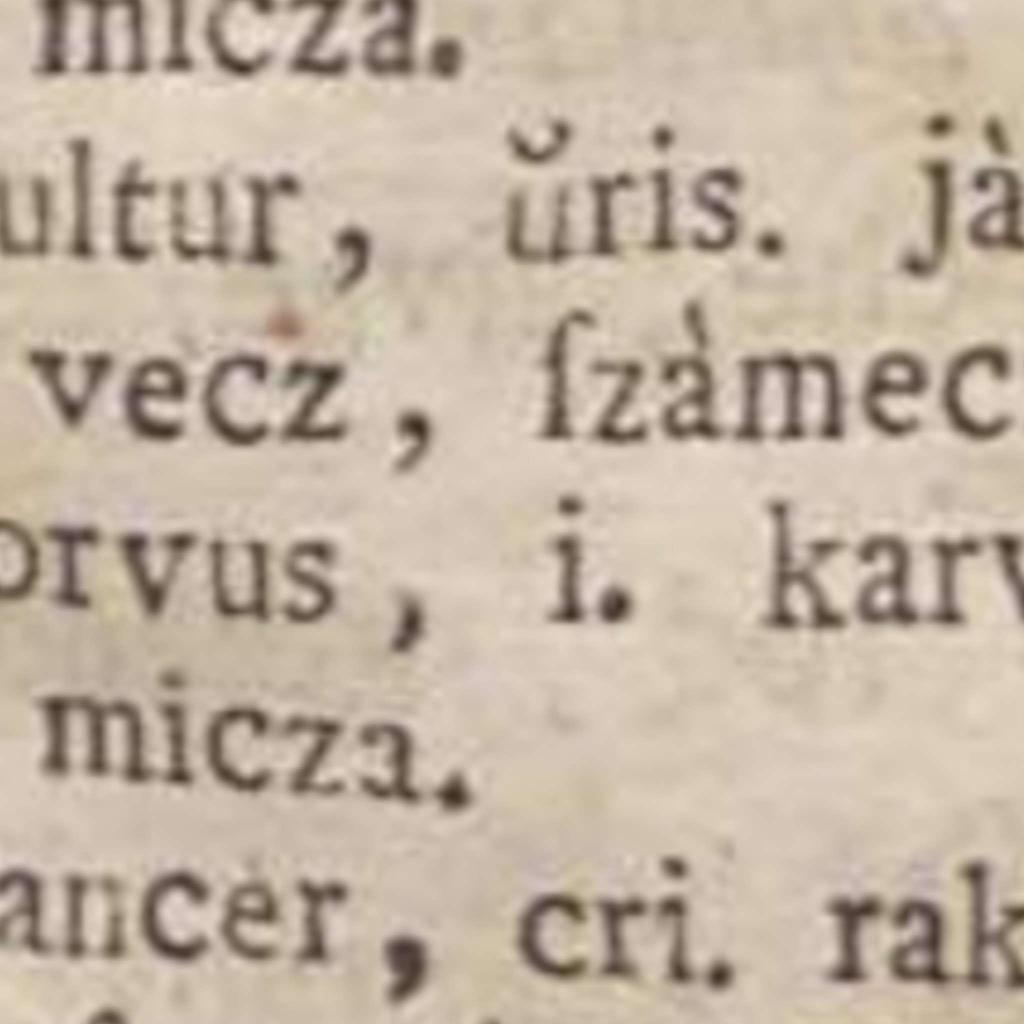 micza.
ultur, ŭris. jà
vecz, ſzàmec
orvus, i. karv
micza.
ancer, cri. rak